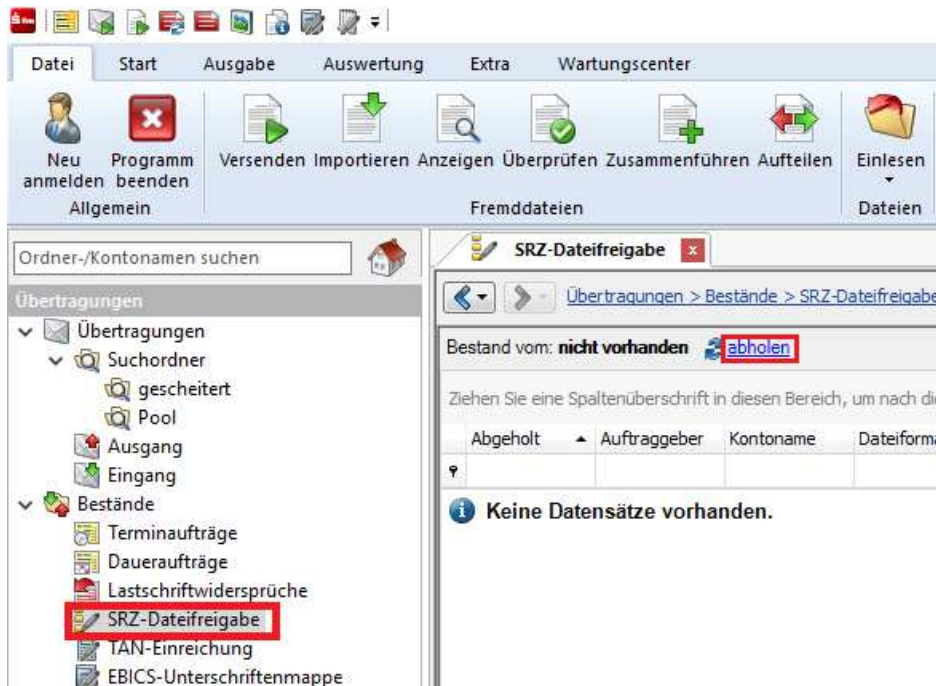 Datei Start Ausgabe Auswertung Extra Wartungscenter
Neu anmelden
Programm beenden
Versenden Importieren Anzeigen Überprüfen Zusammenführen Aufteilen
Einlesen
Allgemein Fremddateien Dateien
Ordner-/Kontonamen suchen
Übertragungen
Übertragungen
Suchordner
gescheitert
Pool
Ausgang
Eingang
Bestände
Terminaufträge
Daueraufträge
Lastschriftwidersprüche
SRZ-Dateifreigabe
TAN-Einreichung
EBICS-Unterschriftenmappe
SRZ-Dateifreigabe
Übertragungen > Bestände > SRZ-Dateifreigabe
Bestand vom: nicht vorhanden abholen
Ziehen Sie eine Spaltenüberschrift in diesen Bereich, um nach di
Abgeholt Auftraggeber Kontoname Dateiforma
Keine Datensätze vorhanden.